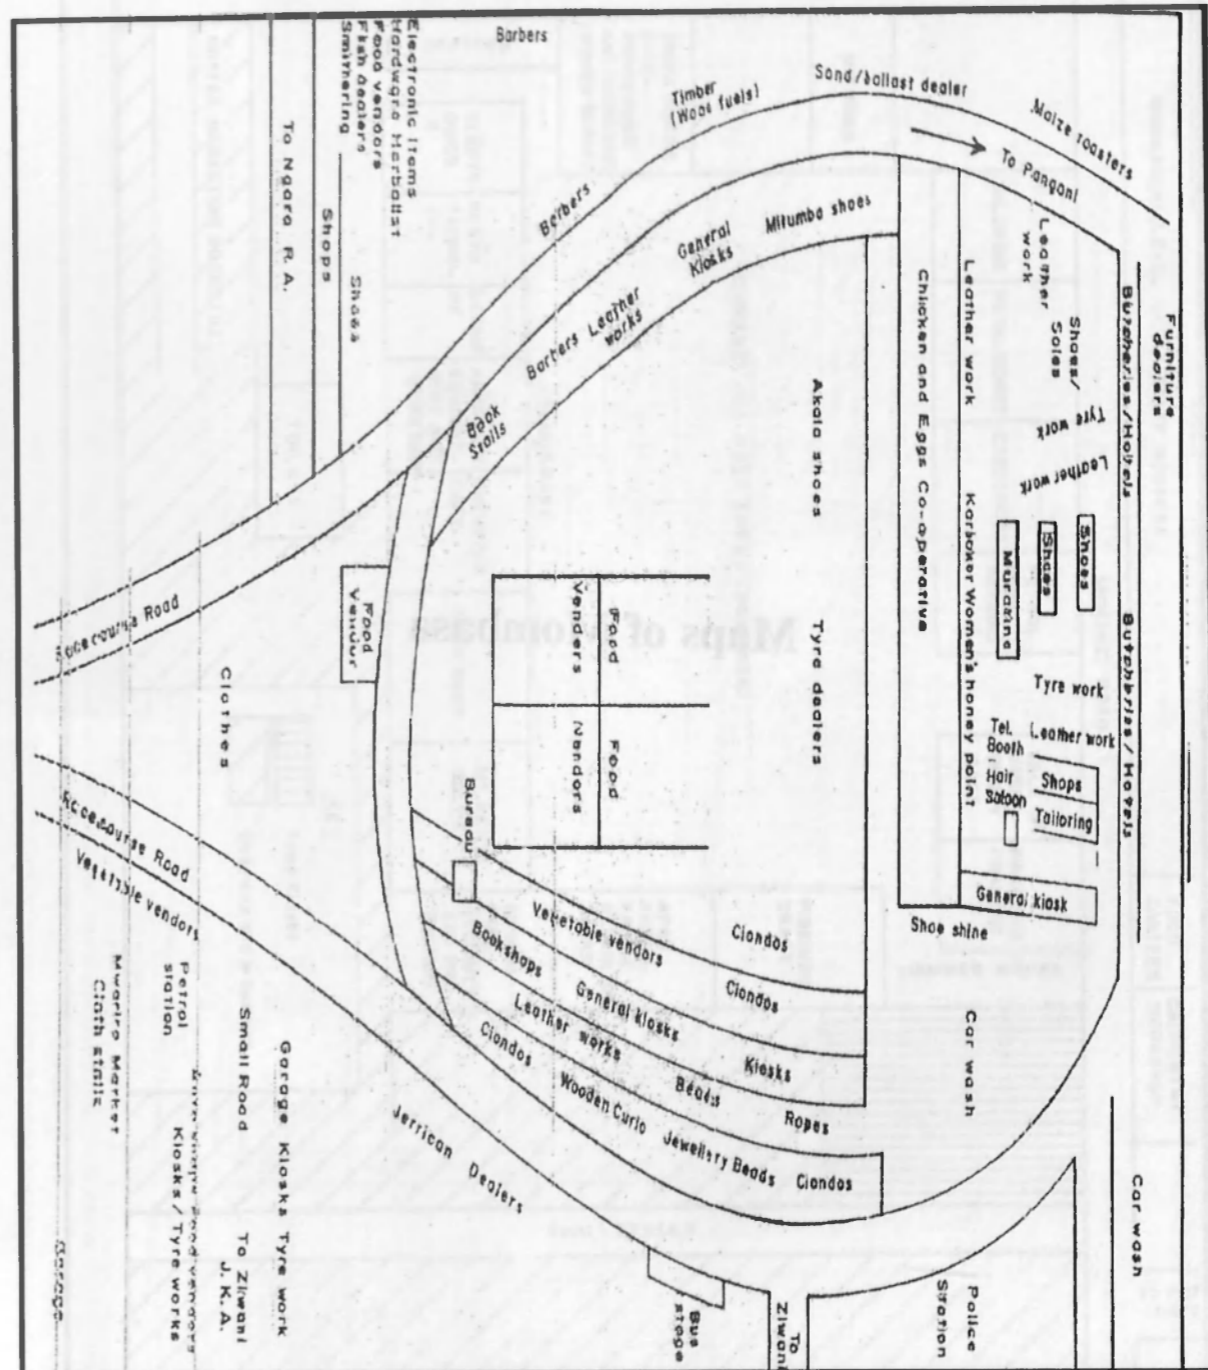 Barbers
Electronic Items
Hardware Herbalist
Food vendors
Fish dealers
Smithering
Timber
(Wood fuels)
Sand/ballast dealer
Maize roasters
To Pangani
To Ngara R.A.
Shops
Shoes
Barbers
General
Kiosks
Mitumba shoes
Barbers Leather
works
Book
Stalls
Leather
work
Leather work
Shoes/
Soles
Tyre work
Leather work
Butcheries/Hotels
Furniture
dealers
Chicken and Eggs Co-operative
Akala shoes
Tyre dealers
Karboker Women's honey point
Murakine
Shoes
Shoes
Butcheries / Hotels
Racecourse Road
Food
Vendor
Clothes
Food
Venders
Food
Nandors
Tyre work
Tel.
Booth
Leather work
Hair
Saloon
Shops
Tailoring
General kiosk
Shoe shine
Bureau
Racecourse Road
Vegetable vendors
Vegetable vendors
Ciondos
Bookshops
General kiosks
Ciondos
Leather works
Kiosks
Beads
Ropes
Ciondos
Wooden Curio
Jewellery Beads
Ciondos
Car wash
Car wash
Jerrican Dealers
Mwariro Market
Cloth stalls
Petrol
station
Small Road
To Ziwani
J. K. A.
Garage Kiosks Tyre work
Food vendors
Kiosks / Tyre works
Garage
Bus
stage
To
Ziwani
Police
Station
Maps of Mombasa